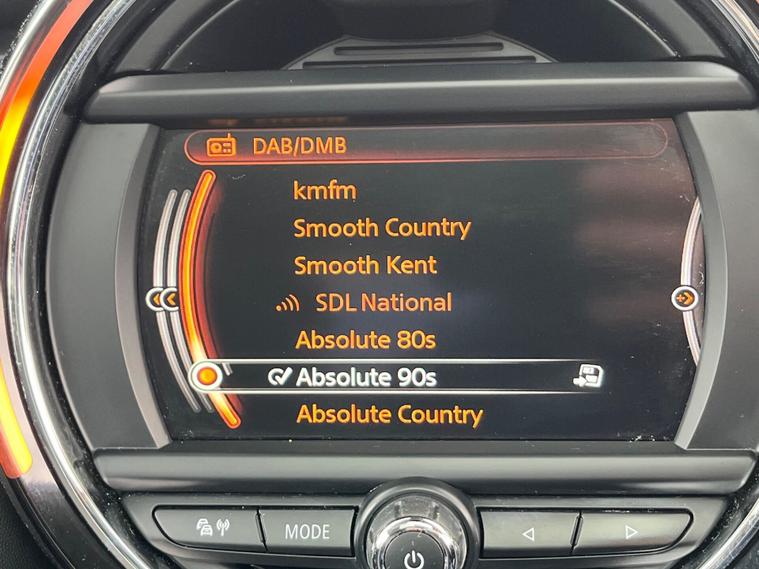 DAB/DMB
kmfm
Smooth Country
Smooth Kent
SDL National
Absolute 80s
Absolute 90s
Absolute Country
MODE